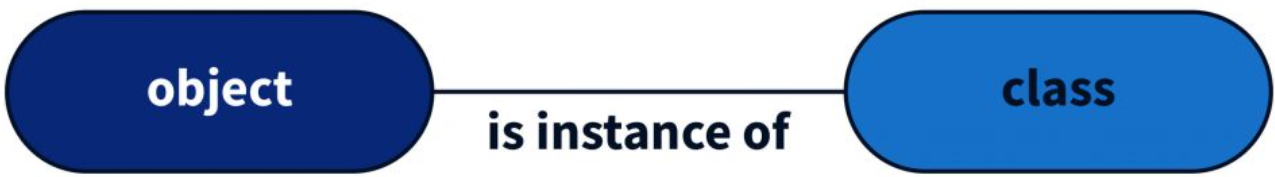 object
is instance of
class